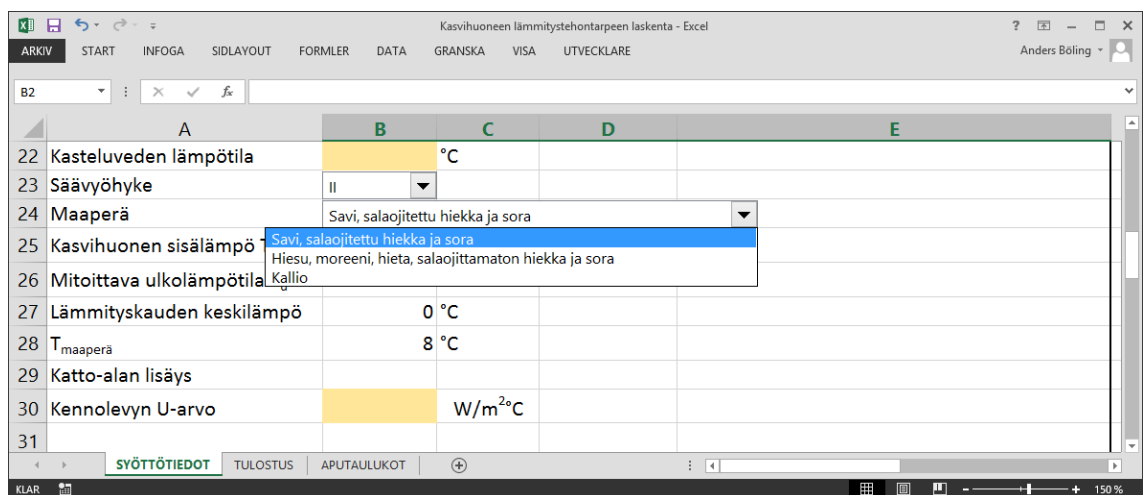 Kasvihuoneen lämmitystehontarpeen laskenta - Excel
ARKIV START INFOGA SIDLAYOUT FORMLER DATA GRANSKA VISA UTVECKLARE Anders Böling
B2 fx
A B C D E
22 Kasteluveden lämpötila °C
23 Säävyöhyke II
24 Maaperä Savi, salaojitettu hiekka ja sora
Savi, salaojitettu hiekka ja sora
25 Kasvihuonen sisälämpö
Hiesu, moreeni, hieta, salaojittamaton hiekka ja sora
26 Mitoittava ulkolämpötila
Kallio
27 Lämmityskauden keskilämpö 0 °C
28 Tmaaperä 8 °C
29 Katto-alan lisäys
30 Kennolevyn U-arvo W/m²°C
31
SYÖTTÖTIEDOT TULOSTUS APUTAULUKOT
KLAR 150 %